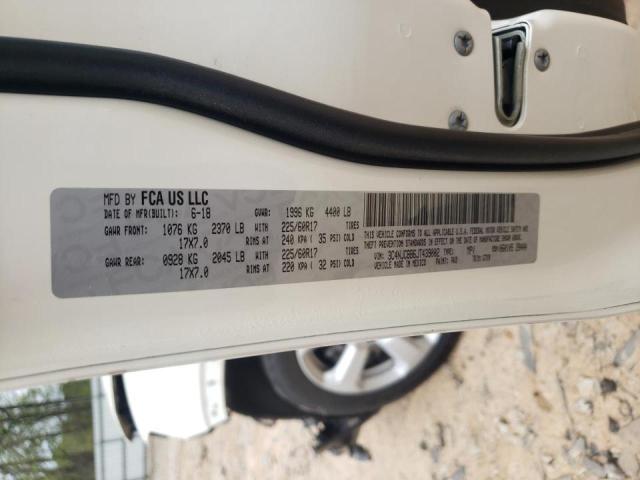 MFD BY FCA US LLC
DATE OF MFR(BUILT): 6-18 GVWR: 1996 KG 4400 LB
GAWR FRONT: 1076 KG 2370 LB WITH 225/60R17 TIRES
17X7.0 RIMS AT 240 KPA ( 35 PSI) COLD
GAWR REAR: 0928 KG 2045 LB WITH 225/60R17 TIRES
17X7.0 RIMS AT 220 KPA ( 32 PSI) COLD
THIS VEHICLE CONFORMS TO ALL APPLICABLE U.S.A. FEDERAL MOTOR VEHICLE SAFETY AND
THEFT PREVENTION STANDARDS IN EFFECT ON THE DATE OF MANUFACTURE SHOWN ABOVE.
VIN: TYPE: MPV
VEHICLE MADE IN MEXICO PAINT: